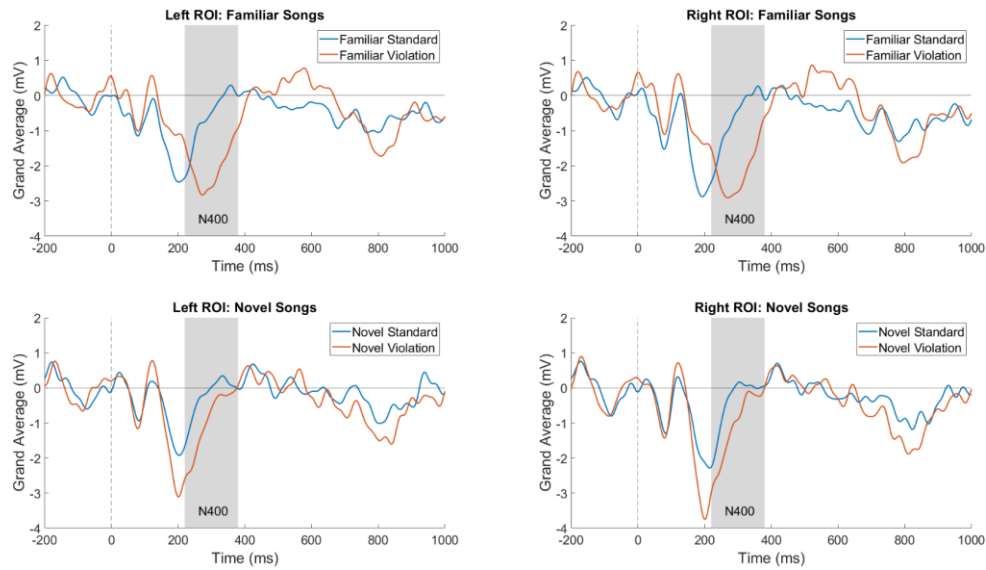 Left ROI: Familiar Songs
Familiar Standard
Familiar Violation
2
1
0
-1
-2
-3
-4
Grand Average (mV)
N400
-200 0 200 400 600 800 1000
Time (ms)
Right ROI: Familiar Songs
Familiar Standard
Familiar Violation
2
1
0
-1
-2
-3
-4
Grand Average (mV)
N400
-200 0 200 400 600 800 1000
Time (ms)
Left ROI: Novel Songs
Novel Standard
Novel Violation
2
1
0
-1
-2
-3
-4
Grand Average (mV)
N400
-200 0 200 400 600 800 1000
Time (ms)
Right ROI: Novel Songs
Novel Standard
Novel Violation
2
1
0
-1
-2
-3
-4
Grand Average (mV)
N400
-200 0 200 400 600 800 1000
Time (ms)